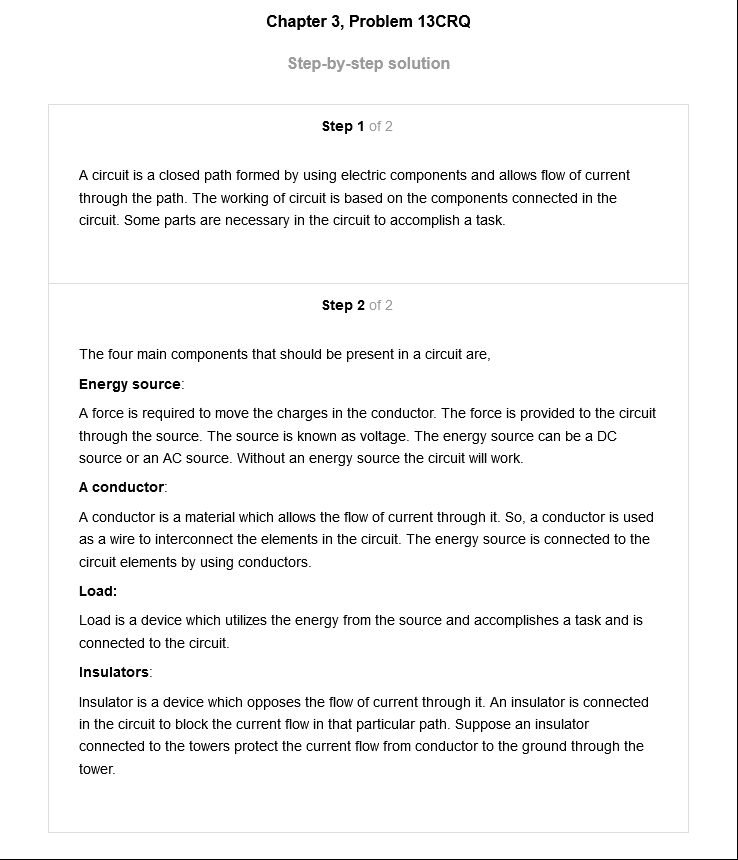 Chapter 3, Problem 13CRQ
Step-by-step solution
Step 1 of 2
A circuit is a closed path formed by using electric components and allows flow of current
through the path. The working of circuit is based on the components connected in the
circuit. Some parts are necessary in the circuit to accomplish a task.
Step 2 of 2
The four main components that should be present in a circuit are,
Energy source:
A force is required to move the charges in the conductor. The force is provided to the circuit
through the source. The source is known as voltage. The energy source can be a DC
source or an AC source. Without an energy source the circuit will work.
A conductor:
A conductor is a material which allows the flow of current through it. So, a conductor is used
as a wire to interconnect the elements in the circuit. The energy source is connected to the
circuit elements by using conductors.
Load:
Load is a device which utilizes the energy from the source and accomplishes a task and is
connected to the circuit.
Insulators:
Insulator is a device which opposes the flow of current through it. An insulator is connected
in the circuit to block the current flow in that particular path. Suppose an insulator
connected to the towers protect the current flow from conductor to the ground through the
tower.